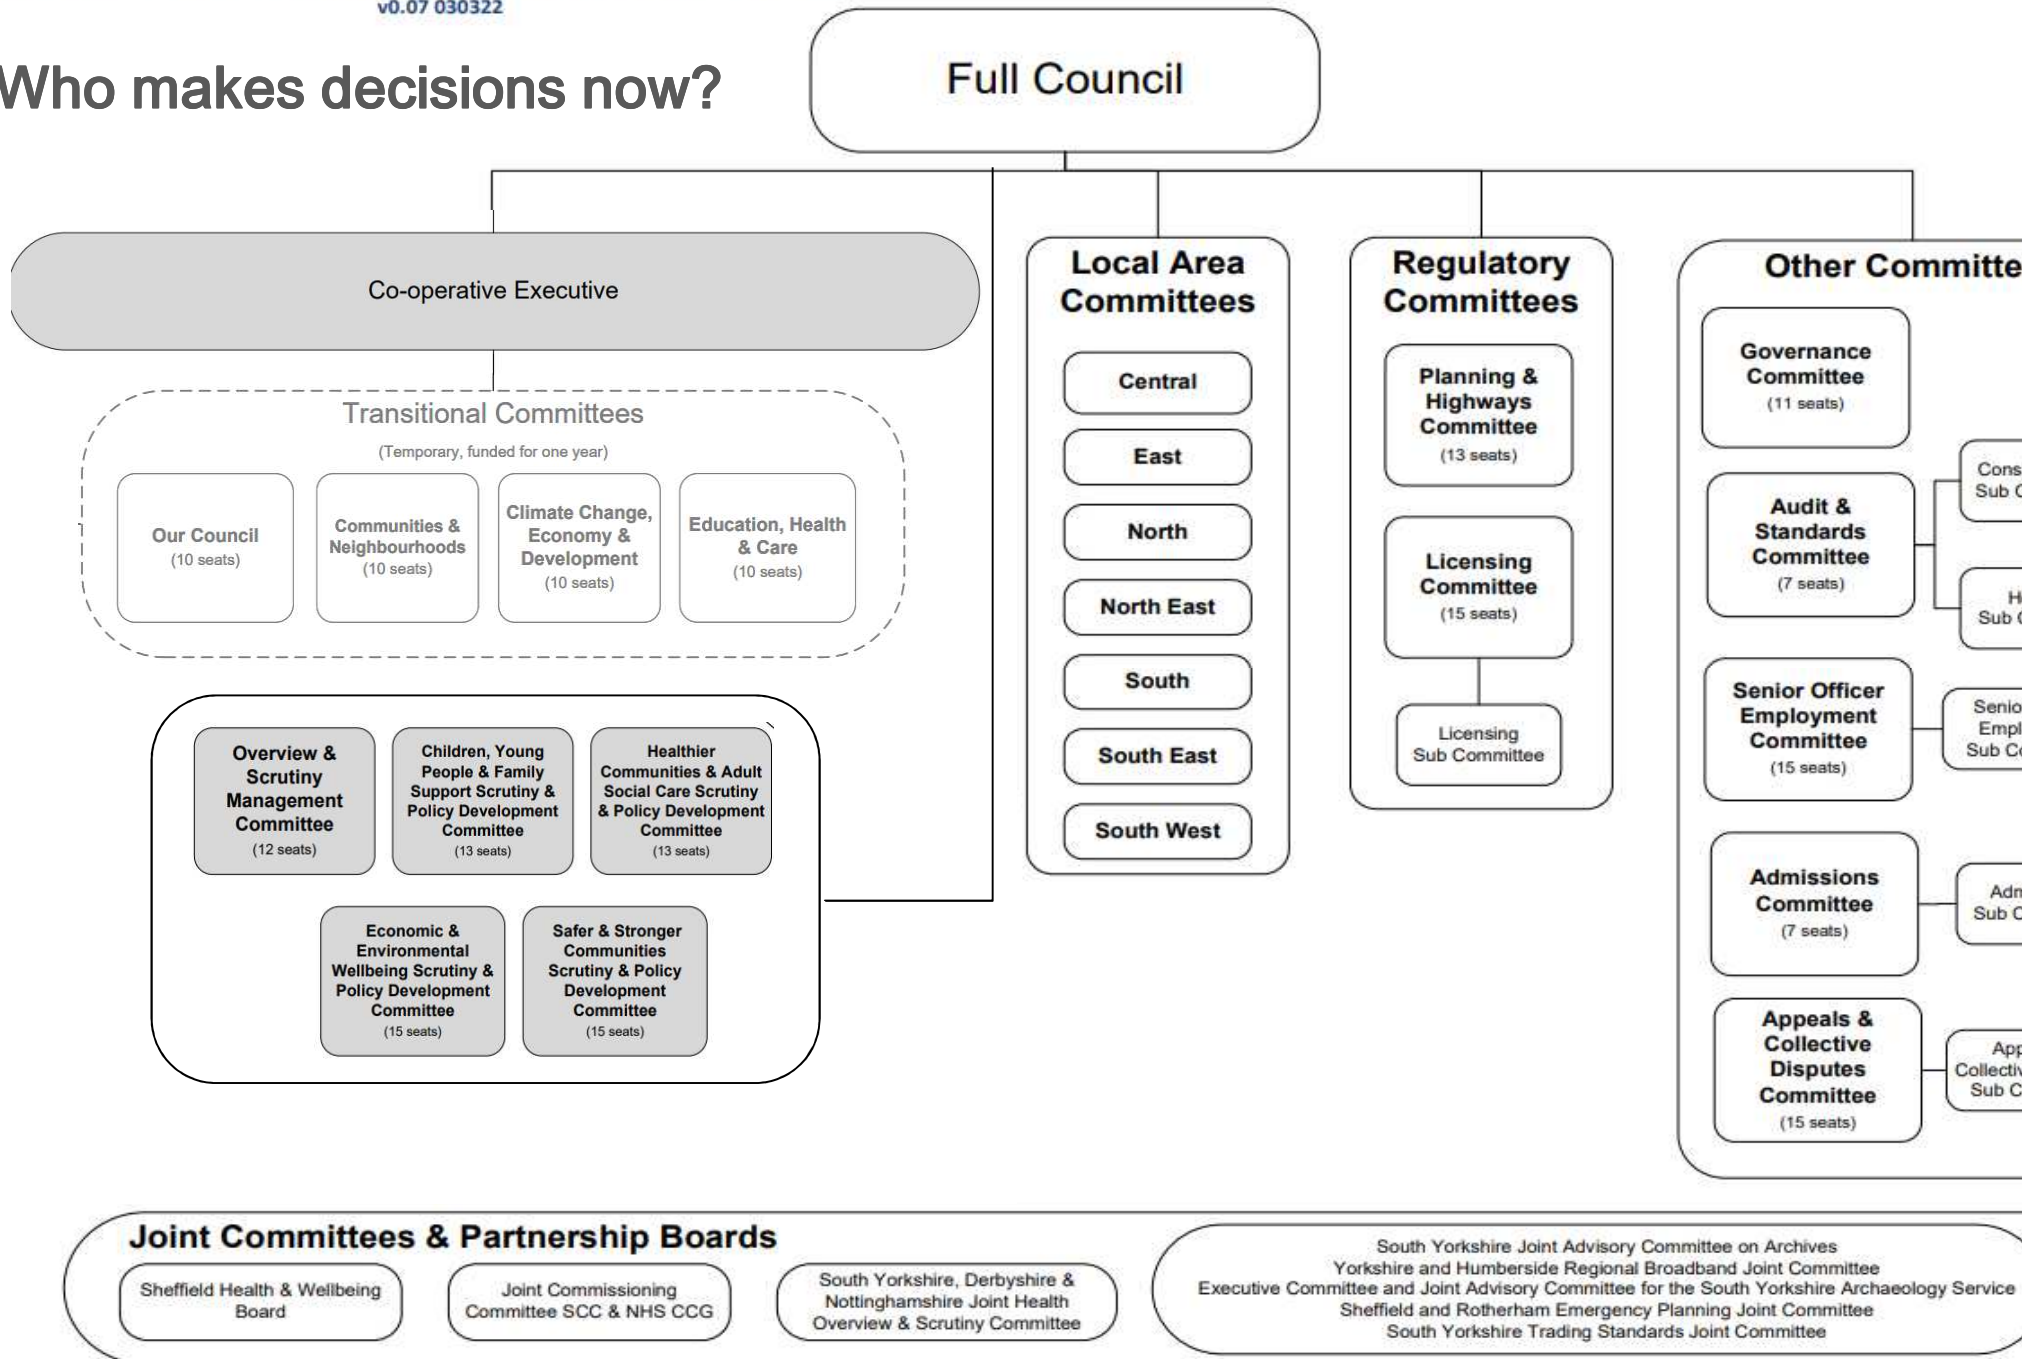 v0.07 030322
Who makes decisions now?
Full Council
Co-operative Executive
Transitional Committees
(Temporary, funded for one year)
Our Council
(10 seats)
Communities &
Neighbourhoods
(10 seats)
Climate Change,
Economy &
Development
(10 seats)
Education, Health
& Care
(10 seats)
Overview &
Scrutiny
Management
Committee
(12 seats)
Children, Young
People & Family
Support Scrutiny &
Policy Development
Committee
(13 seats)
Healthier
Communities & Adult
Social Care Scrutiny
& Policy Development
Committee
(13 seats)
Economic &
Environmental
Wellbeing Scrutiny &
Policy Development
Committee
(15 seats)
Safer & Stronger
Communities
Scrutiny & Policy
Development
Committee
(15 seats)
Local Area
Committees
Central
East
North
North East
South
South East
South West
Regulatory
Committees
Planning &
Highways
Committee
(13 seats)
Licensing
Committee
(15 seats)
Licensing
Sub Committee
Other
Governance
Committee
(11 seats)
Audit &
Standards
Committee
(7 seats)
Sub
Sub
Senior Officer
Employment
Committee
(15 seats)
Sub
Admissions
Committee
(7 seats)
Sub
Appeals &
Collective
Disputes
Committee
(15 seats)
Sub
Joint Committees & Partnership Boards
Sheffield Health & Wellbeing
Board
Joint Commissioning
Committee SCC & NHS CCG
South Yorkshire, Derbyshire &
Nottinghamshire Joint Health
Overview & Scrutiny Committee
South Yorkshire Joint Advisory Committee on Archives
Yorkshire and Humberside Regional Broadband Joint Committee
Executive Committee and Joint Advisory Committee for the South Yorkshire Archaeology Service
Sheffield and Rotherham Emergency Planning Joint Committee
South Yorkshire Trading Standards Joint Committee